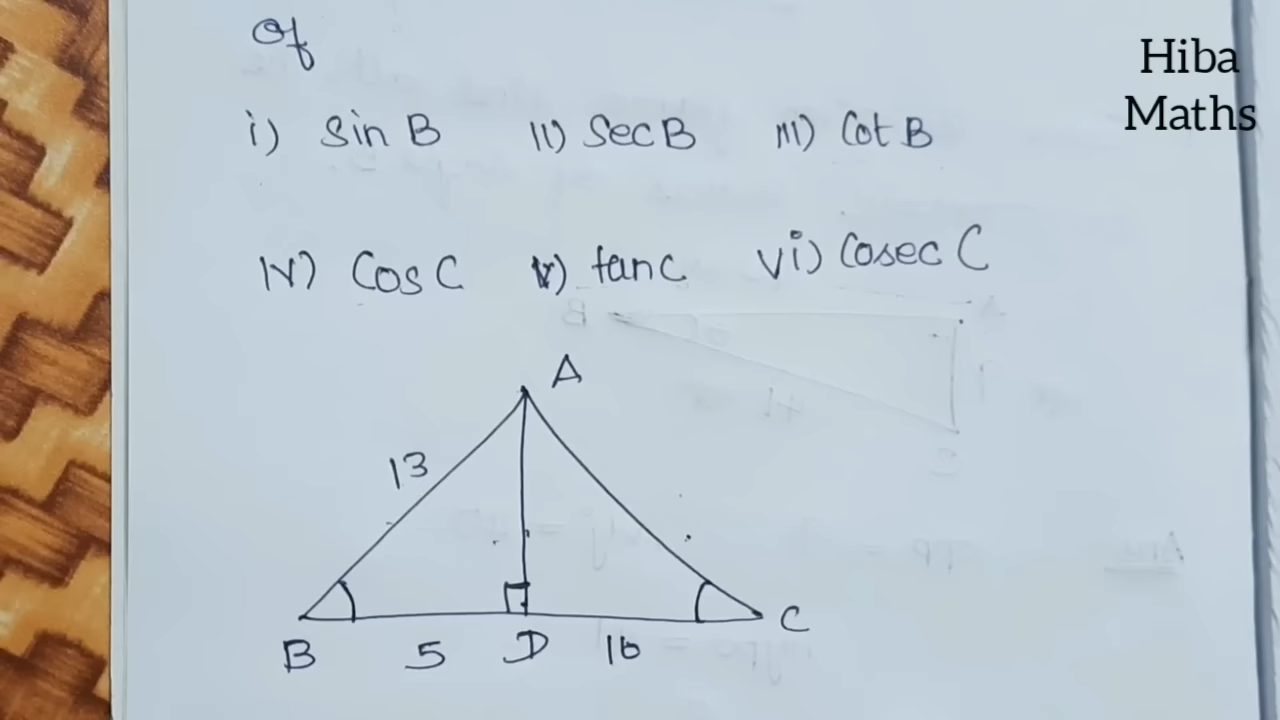 Of
Hiba
Maths
i) sin B  II) Sec B  III) Cot B
IV) Cos C  V) tan C  vi) Cosec C
A
13
B 5 D 16 C